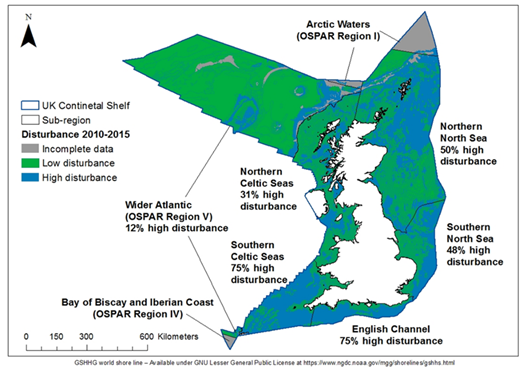 Arctic Waters
(OSPAR Region I)
N
UK Continetal Shelf
Sub-region
Disturbance 2010-2015
Incomplete data
Low disturbance
High disturbance
Northern
North Sea
50% high
disturbance
Northern
Celtic Seas
31% high
disturbance
Wider Atlantic
(OSPAR Region V)
12% high disturbance
Southern
North Sea
48% high
disturbance
Southern
Celtic Seas
75% high
disturbance
Bay of Biscay and Iberian Coast
(OSPAR Region IV)
English Channel
75% high disturbance
0 150 300 600 Kilometers
GSHHG world shore line – Available under GNU Lesser General Public License at https://www.ngdc.noaa.gov/mgg/shorelines/gshhs.html